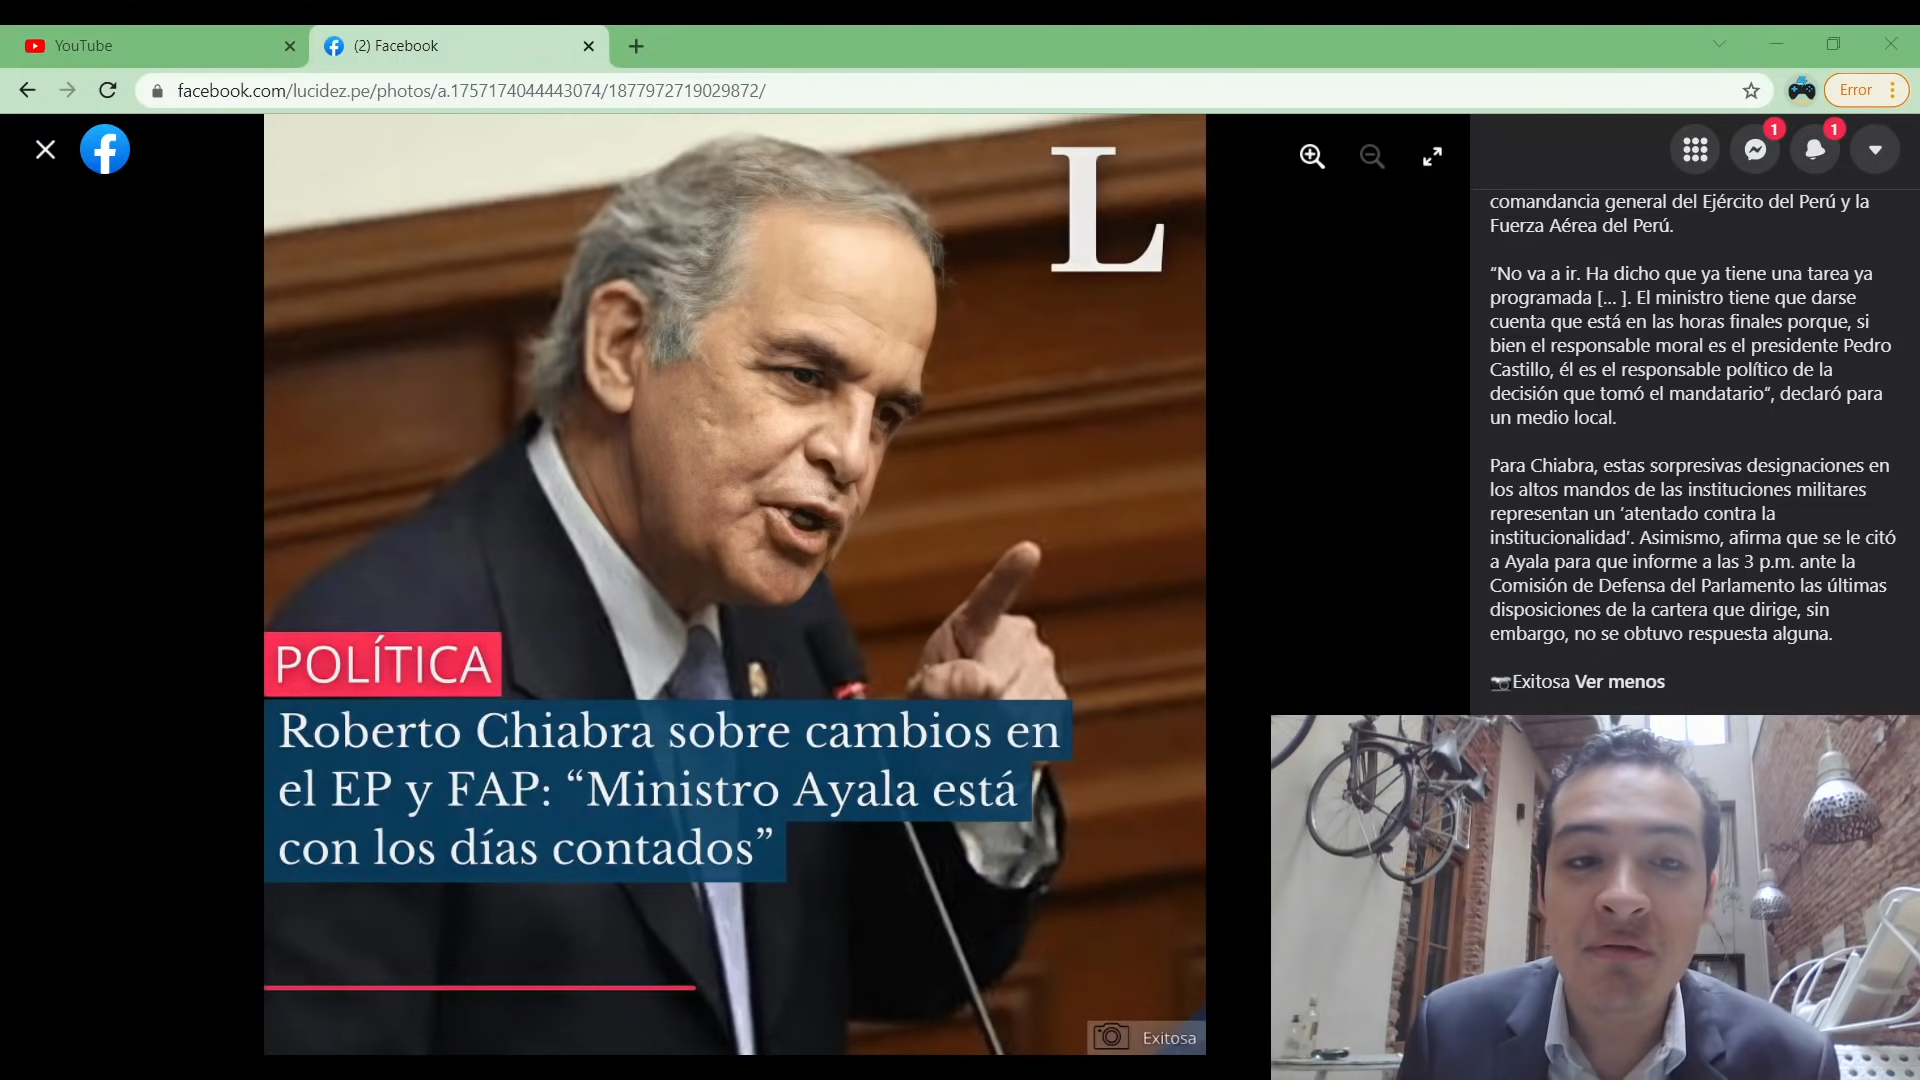 YouTube
(2) Facebook
facebook.com/lucidez.pe/photos/a.1757174044443074/1877972719029872/
Error
1
1
L
comandancia general del Ejército del Perú y la
Fuerza Aérea del Perú.
“No va a ir. Ha dicho que ya tiene una tarea ya
programada [... ]. El ministro tiene que darse
cuenta que está en las horas finales porque, si
bien el responsable moral es el presidente Pedro
Castillo, él es el responsable político de la
decisión que tomó el mandatario“, declaró para
un medio local.
Para Chiabra, estas sorpresivas designaciones en
los altos mandos de las instituciones militares
representan un ‘atentado contra la
institucionalidad’. Asimismo, afirma que se le citó
a Ayala para que informe a las 3 p.m. ante la
Comisión de Defensa del Parlamento las últimas
disposiciones de la cartera que dirige, sin
embargo, no se obtuvo respuesta alguna.
📷Exitosa Ver menos
POLÍTICA
Roberto Chiabra sobre cambios en
el EP y FAP: “Ministro Ayala está
con los días contados”
Exitosa